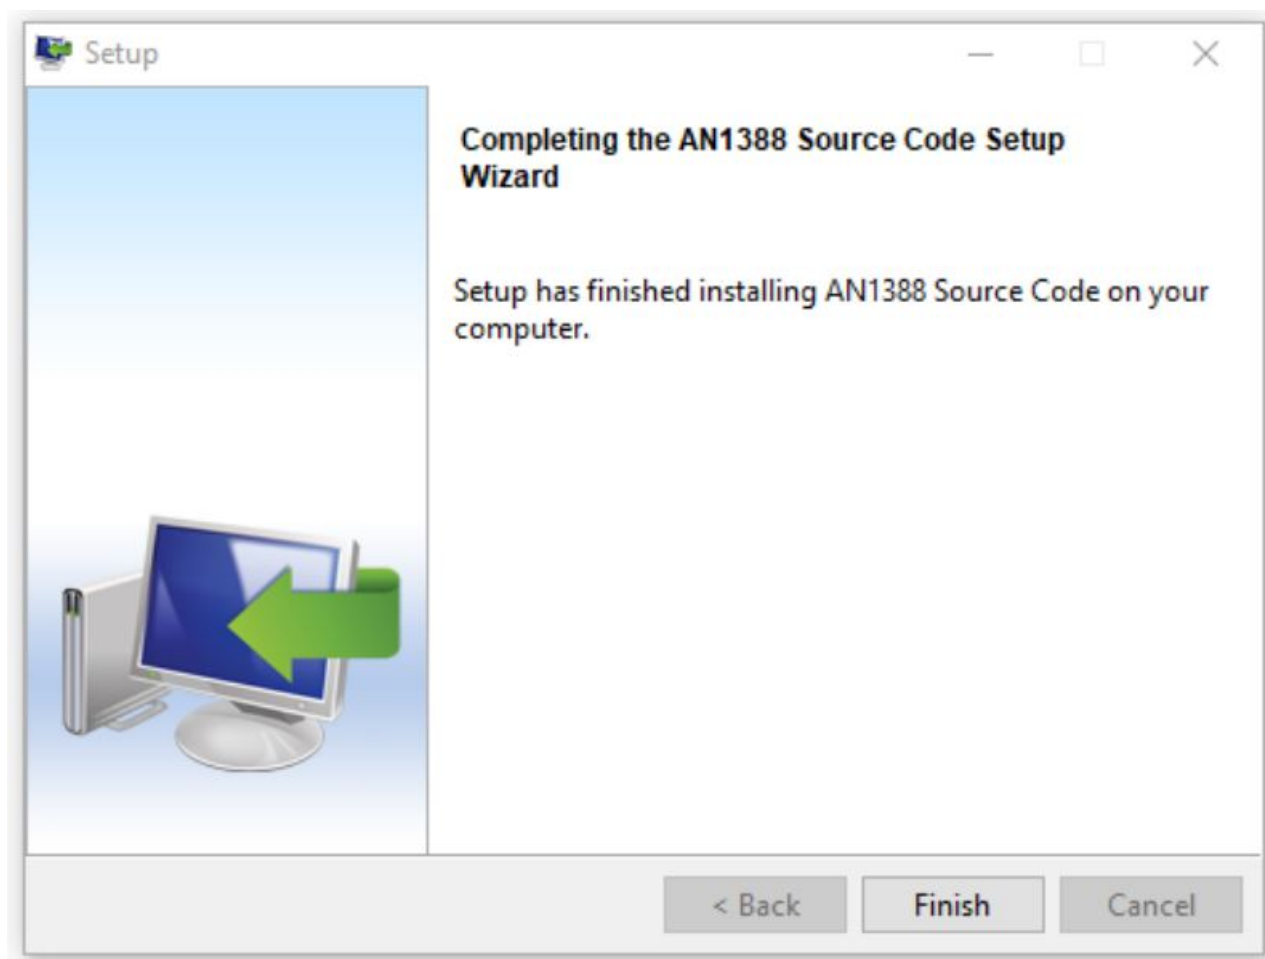 Setup
Completing the AN1388 Source Code Setup
Wizard
Setup has finished installing AN1388 Source Code on your
computer.
< Back
Finish
Cancel